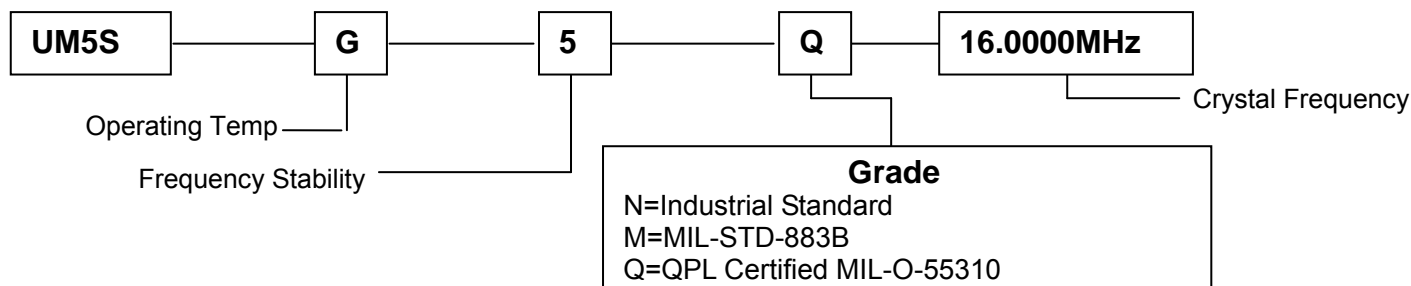 UM5S G 5 Q 16.0000MHz
Crystal Frequency
Operating Temp
Frequency Stability
Grade
N=Industrial Standard
M=MIL-STD-883B
Q=QPL Certified MIL-O-55310